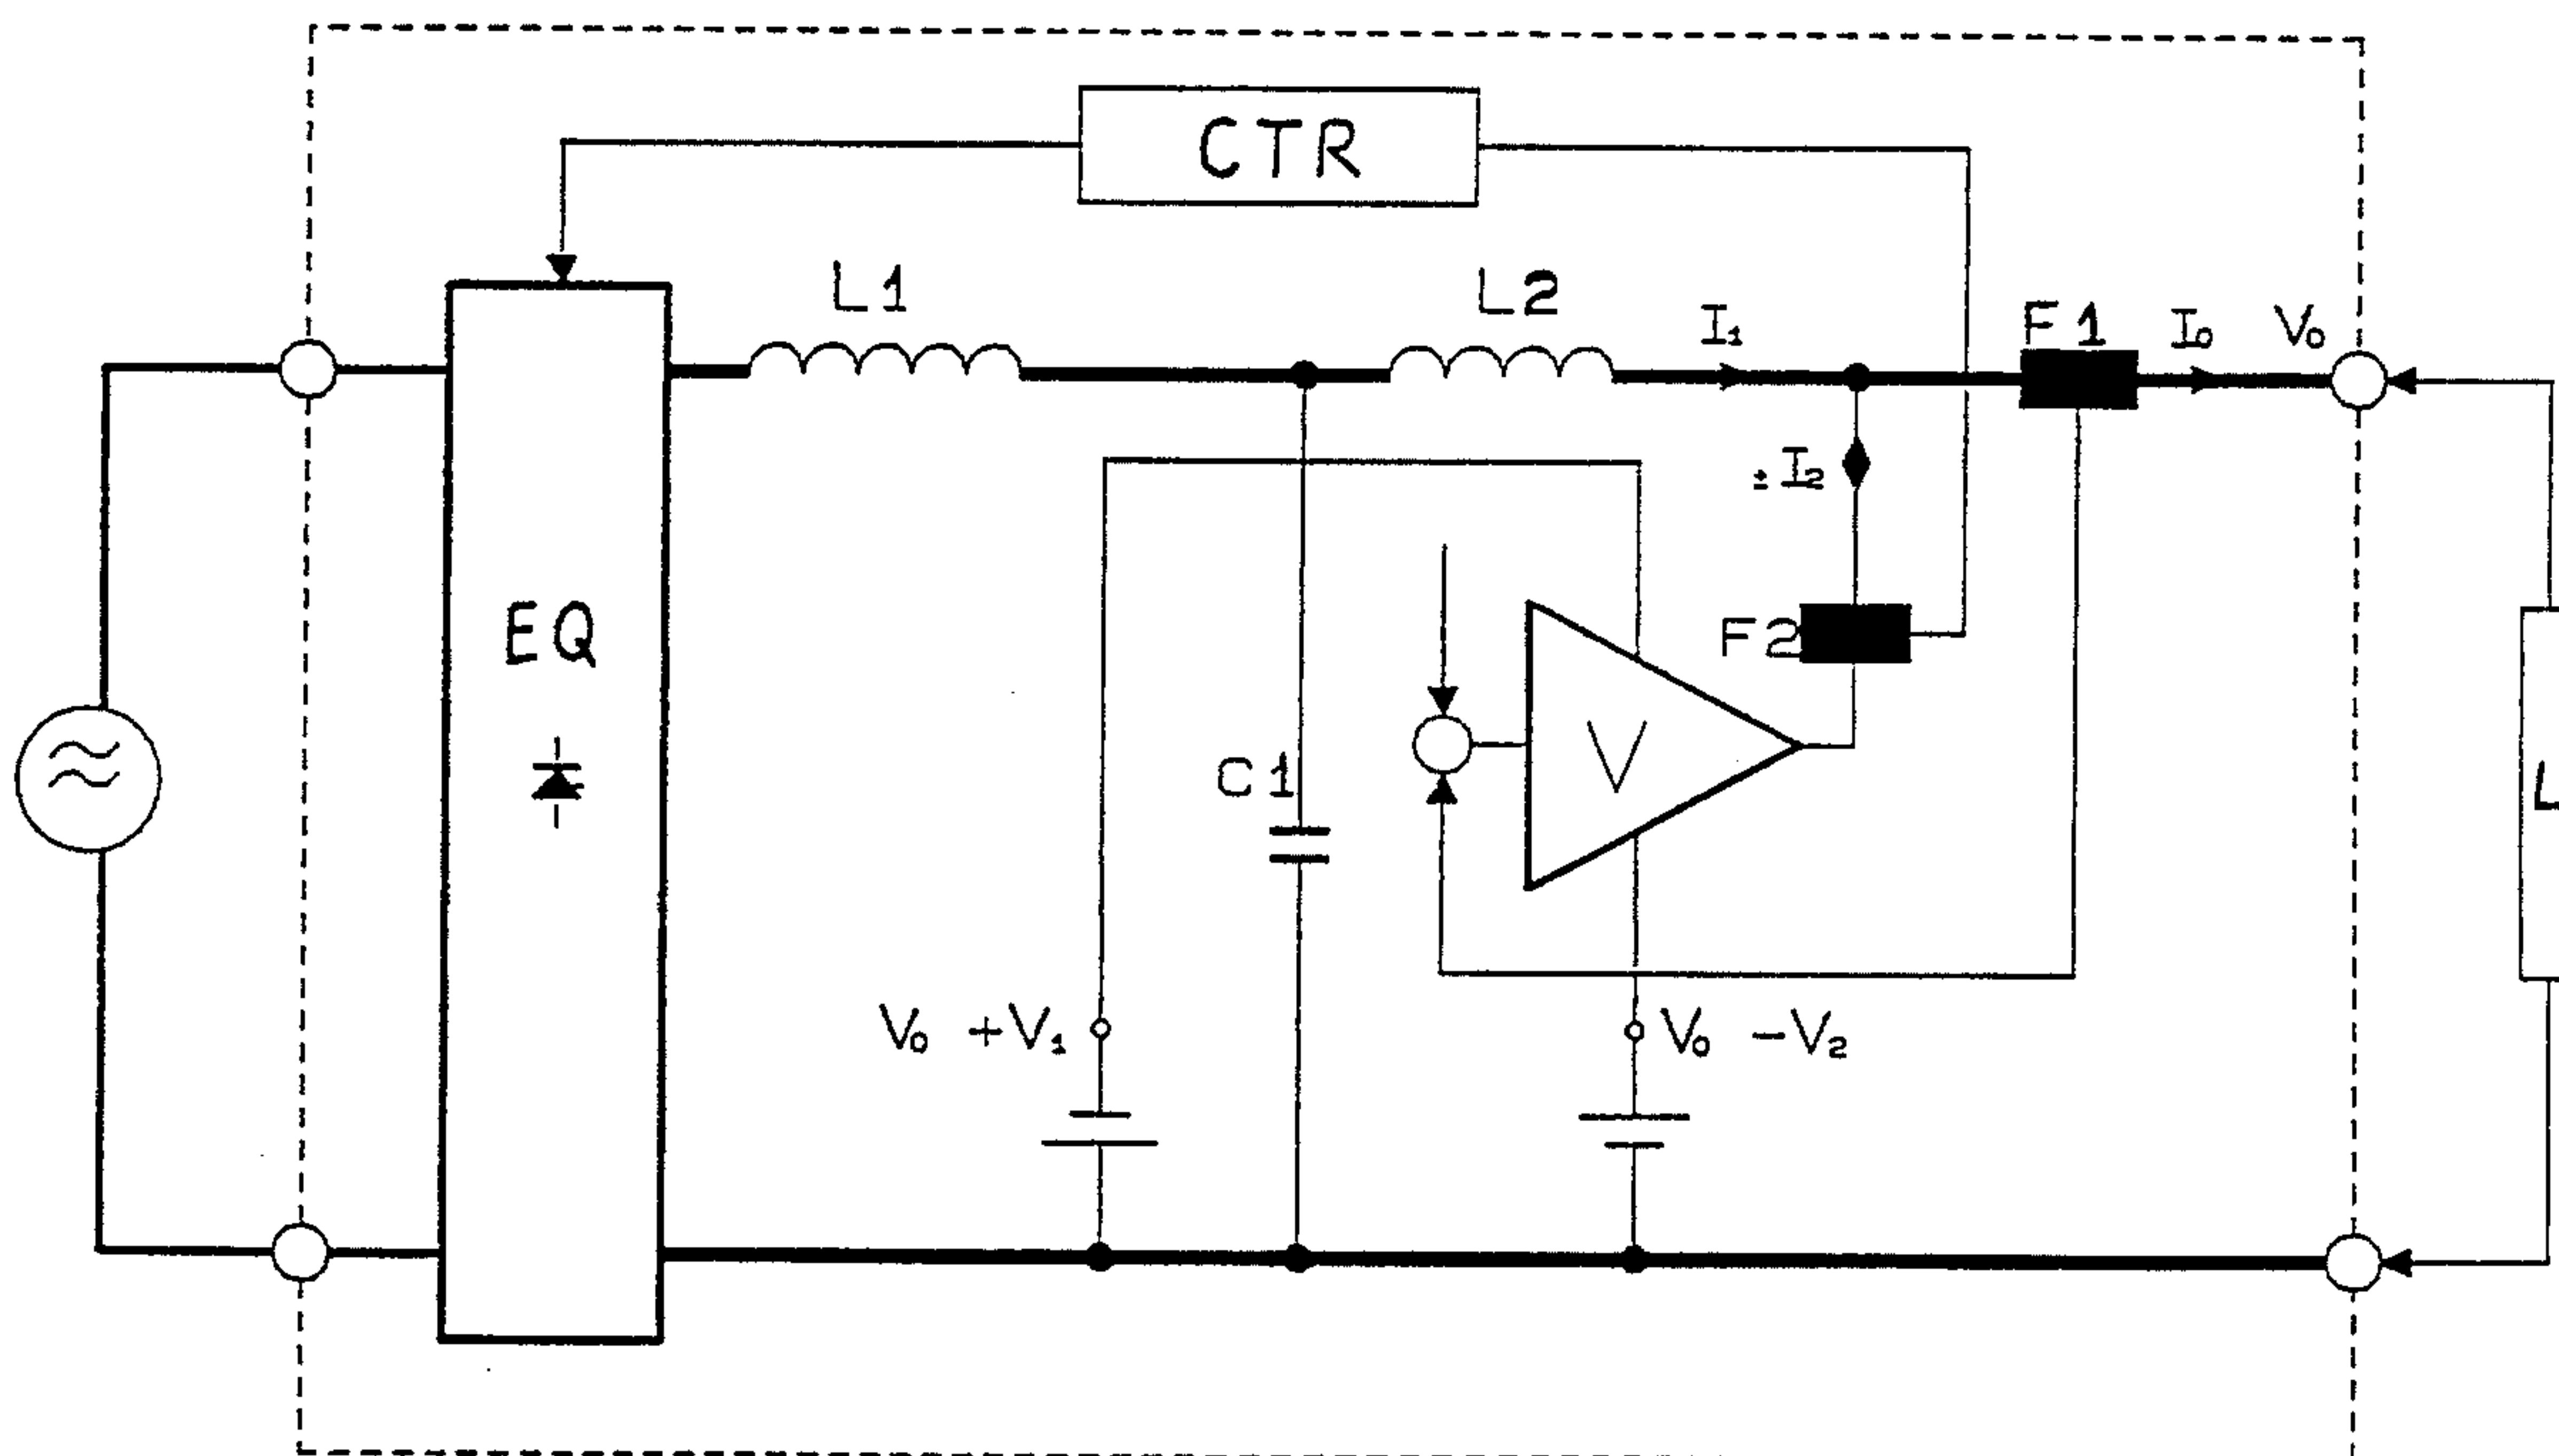 CTR
L1
L2
I₁
F1
I₀
V₀
± I₂
EQ
F2
V
C1
L
V₀ +V₁
V₀ -V₂